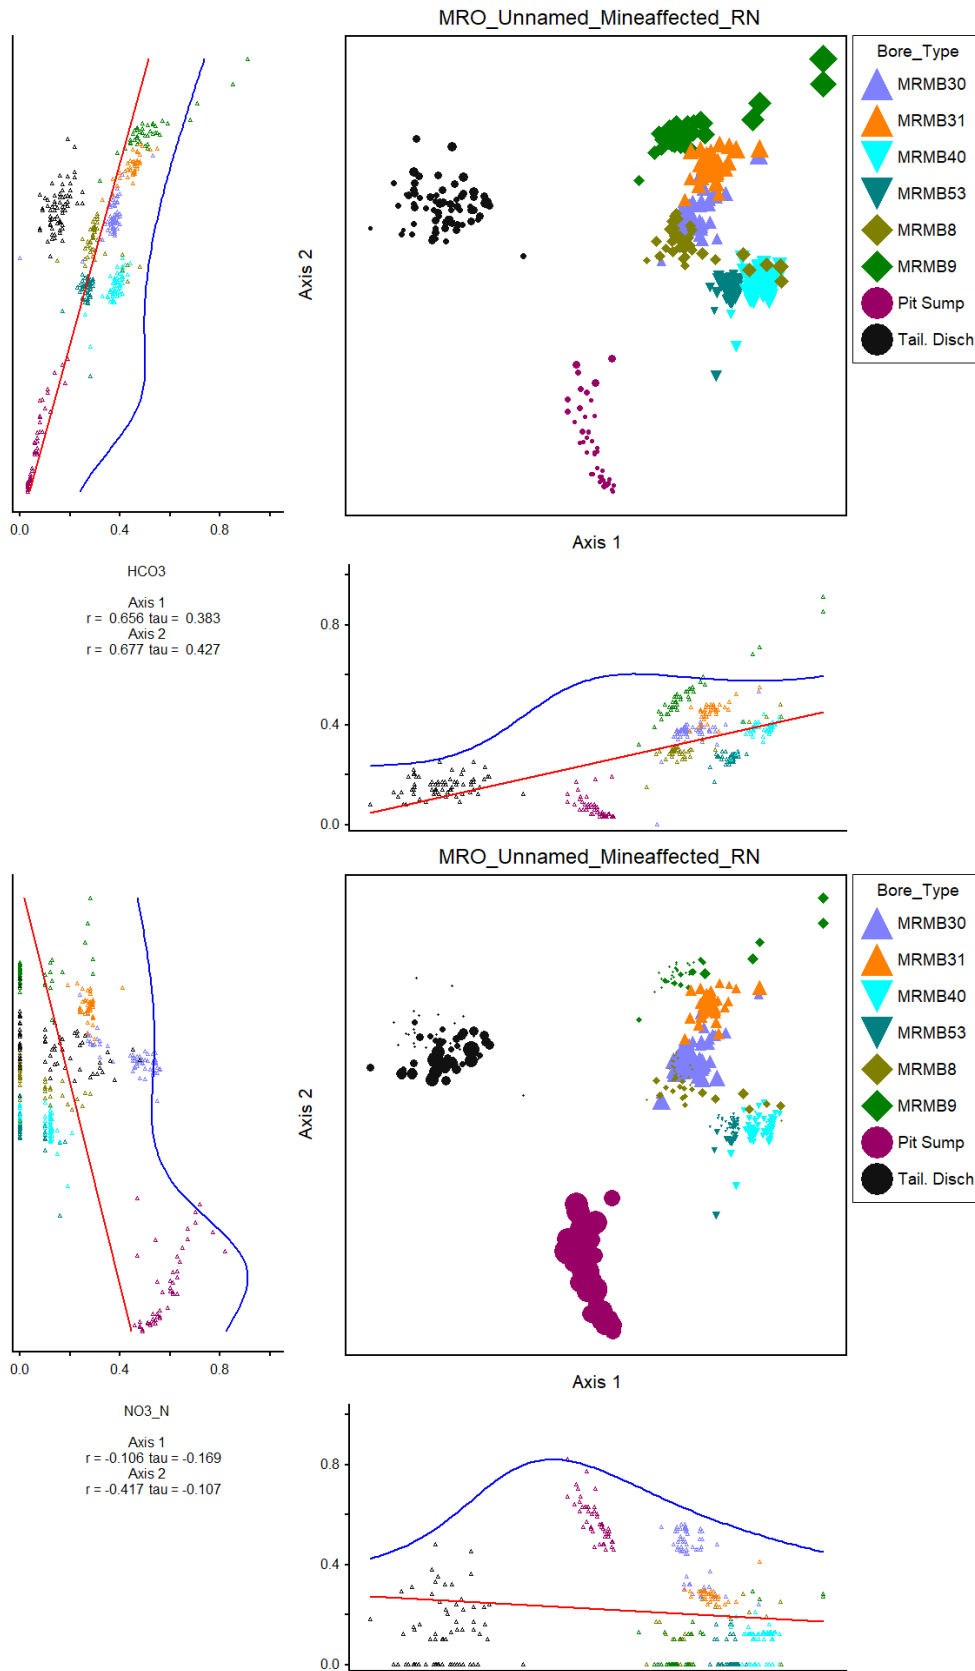 MRO_Unnamed_Mineaffected_RN
Axis 2
Axis 1
Bore_Type
MRMB30
MRMB31
MRMB40
MRMB53
MRMB8
MRMB9
Pit Sump
Tail. Disch
0.0
0.4
0.8
HCO3
Axis 1
r = 0.656 tau = 0.383
Axis 2
r = 0.677 tau = 0.427
0.8
0.4
0.0
MRO_Unnamed_Mineaffected_RN
Axis 2
Axis 1
Bore_Type
MRMB30
MRMB31
MRMB40
MRMB53
MRMB8
MRMB9
Pit Sump
Tail. Disch
0.0
0.4
0.8
NO3_N
Axis 1
r = -0.106 tau = -0.169
Axis 2
r = -0.417 tau = -0.107
0.8
0.4
0.0